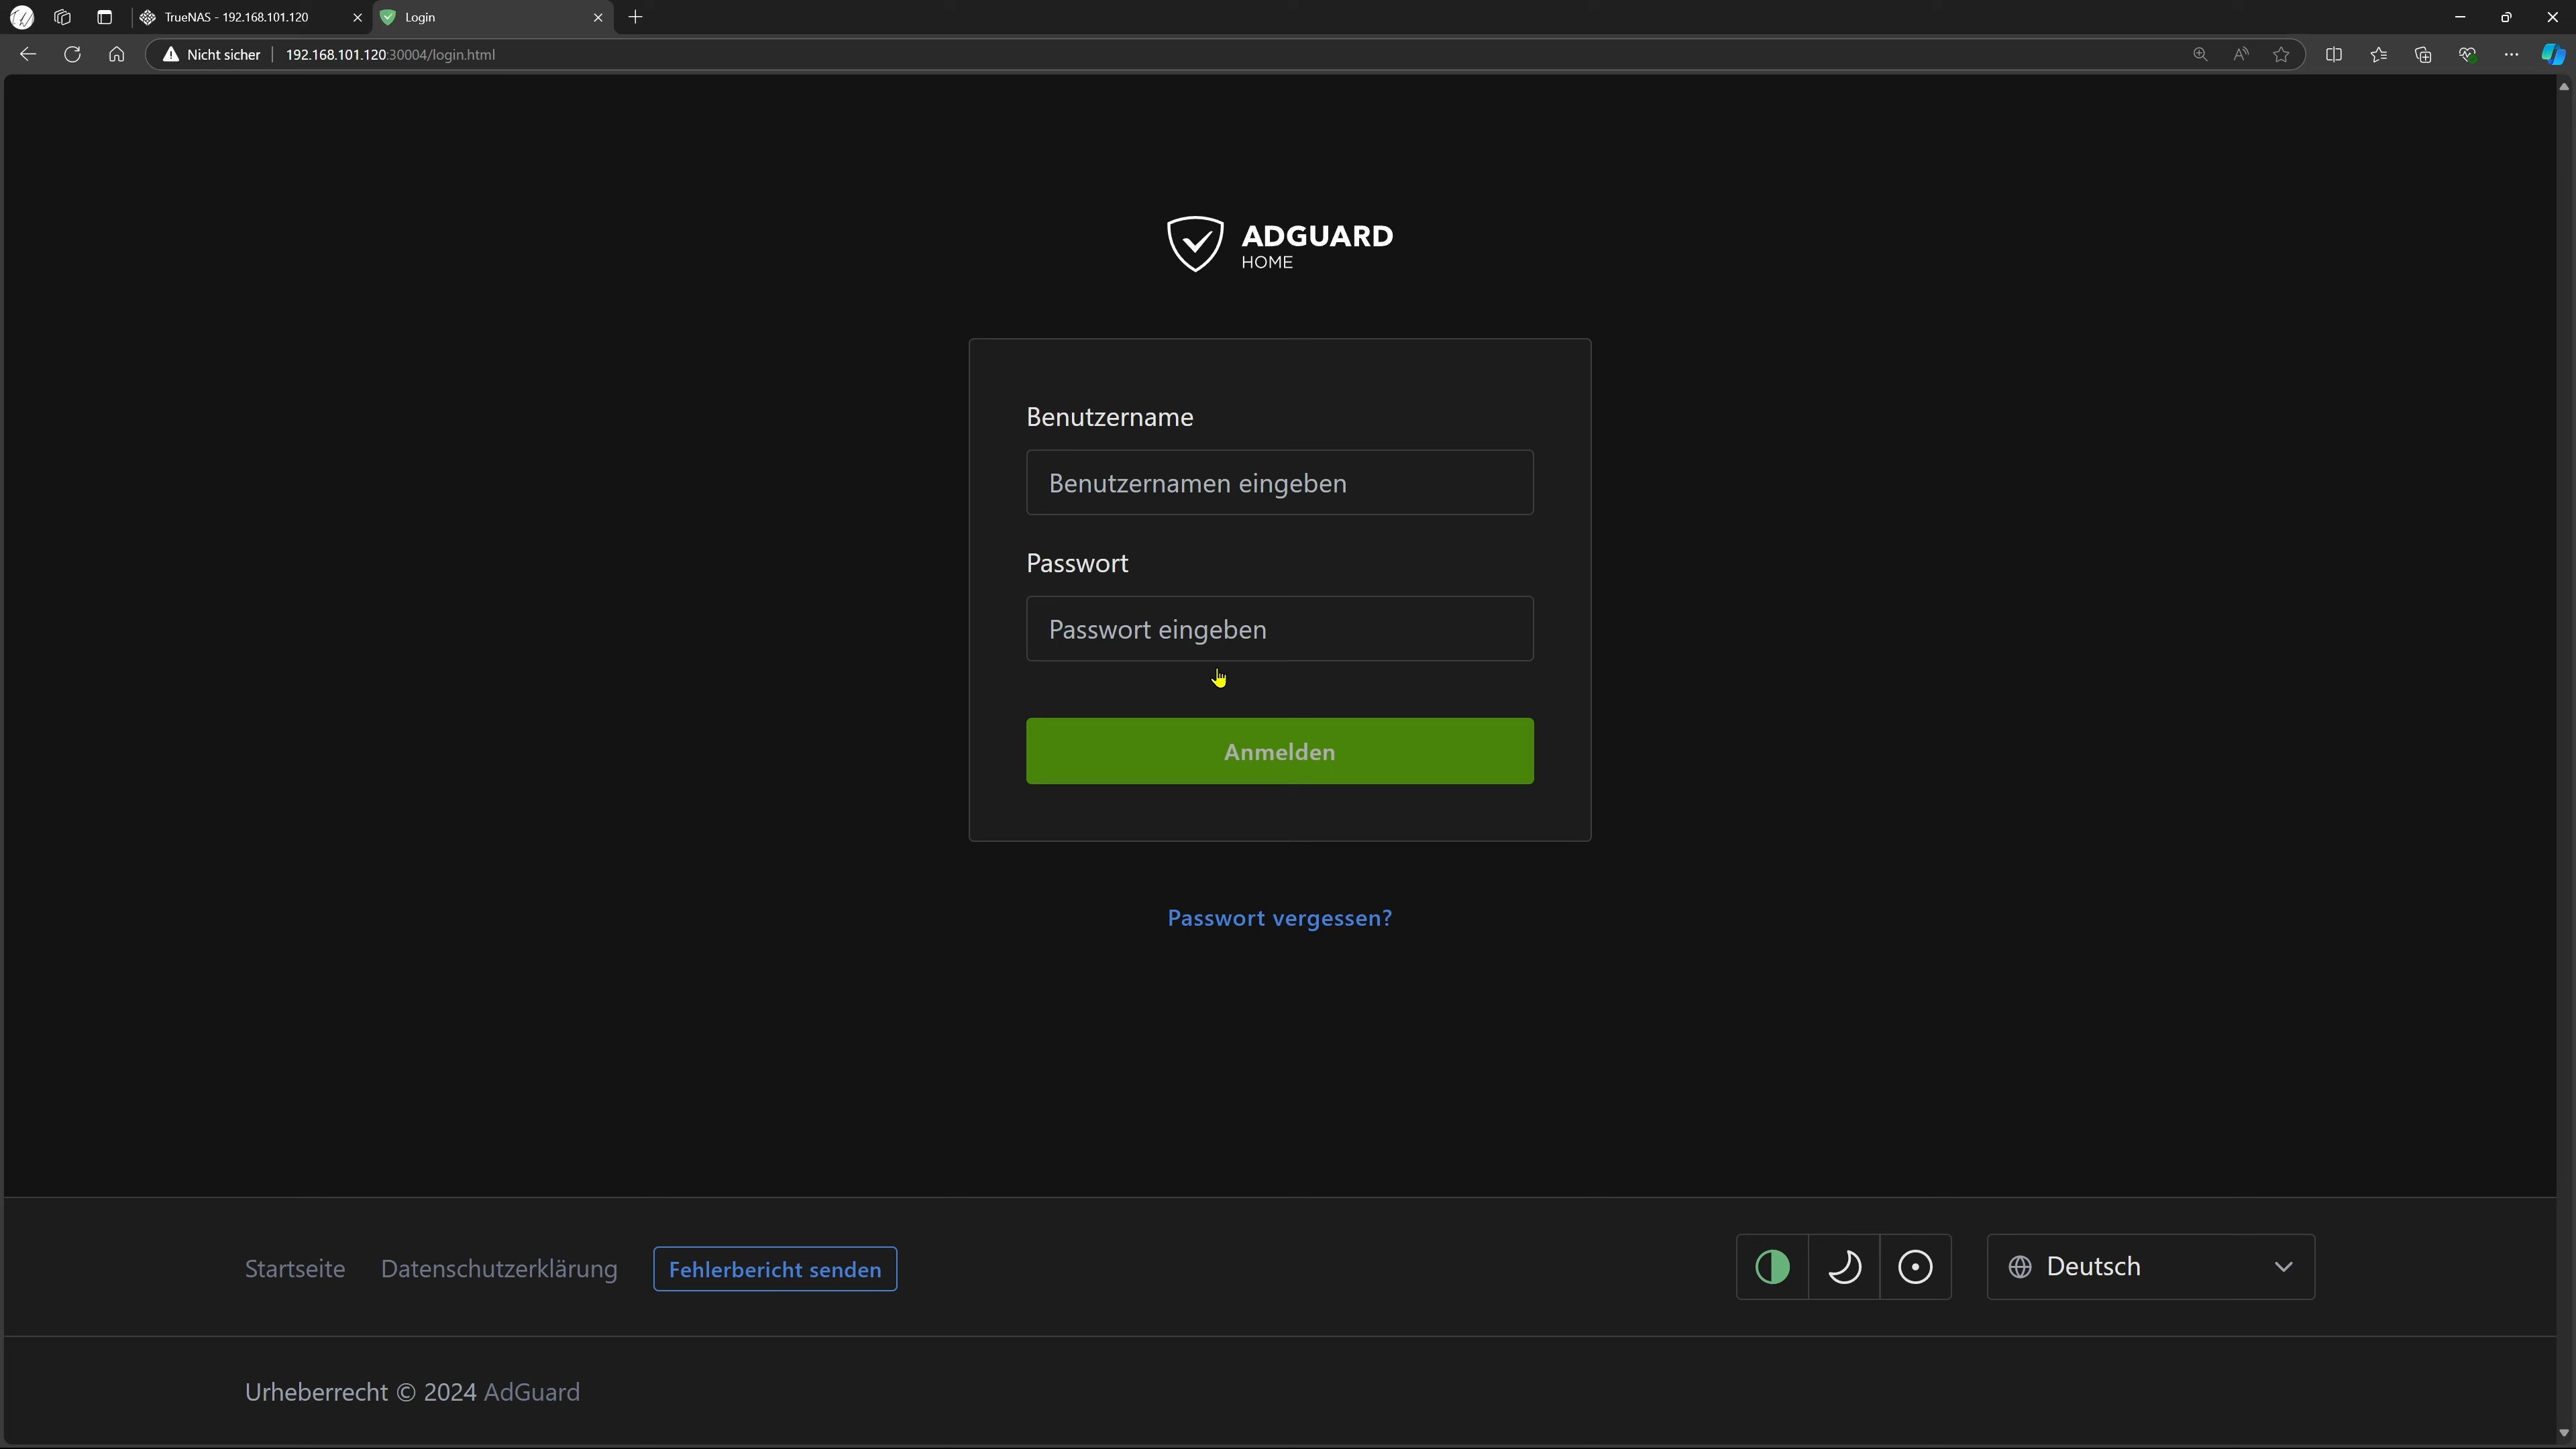 TrueNAS - 192.168.101.120
Login
Nicht sicher
192.168.101.120:30004/login.html
ADGUARD
HOME
Benutzername
Benutzernamen eingeben
Passwort
Passwort eingeben
Anmelden
Passwort vergessen?
Startseite
Datenschutzerklärung
Fehlerbericht senden
Deutsch
Urheberrecht © 2024 AdGuard